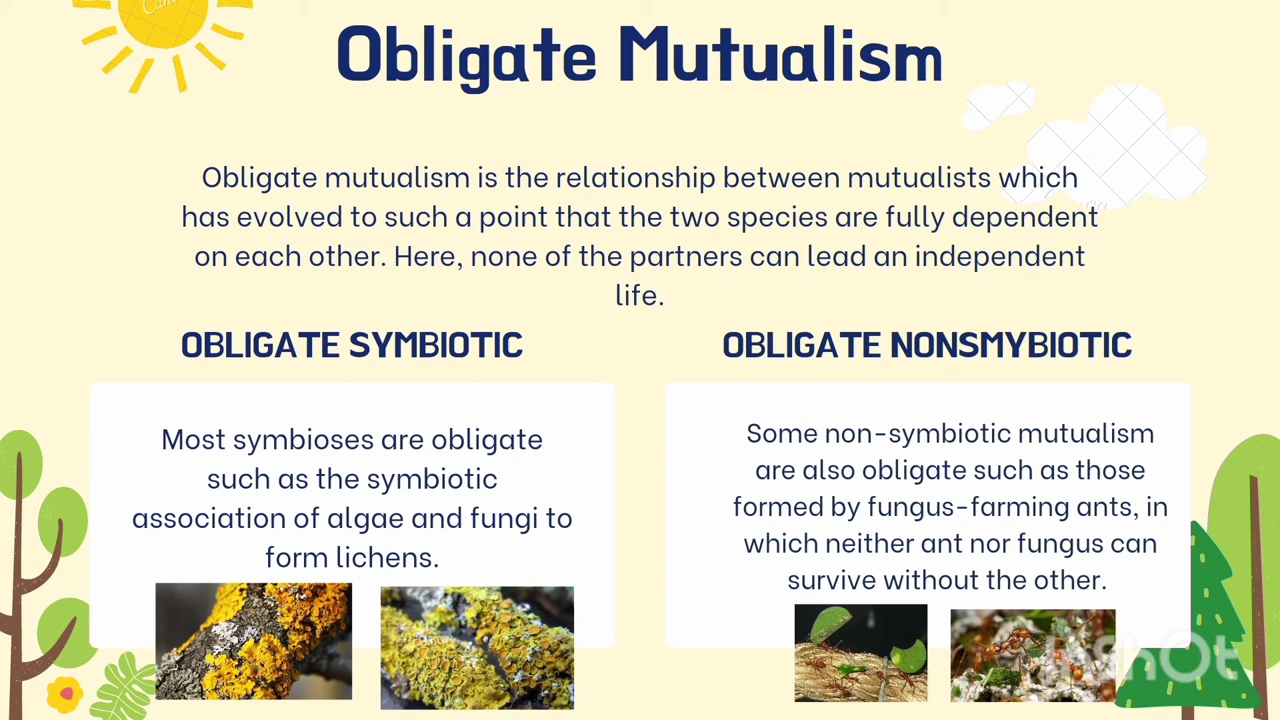 Canva
Obligate Mutualism
Obligate mutualism is the relationship between mutualists which
has evolved to such a point that the two species are fully dependent
on each other. Here, none of the partners can lead an independent
life.
OBLIGATE SYMBIOTIC
Most symbioses are obligate
such as the symbiotic
association of algae and fungi to
form lichens.
OBLIGATE NONSMYBIOTIC
Some non-symbiotic mutualism
are also obligate such as those
formed by fungus-farming ants, in
which neither ant nor fungus can
survive without the other.